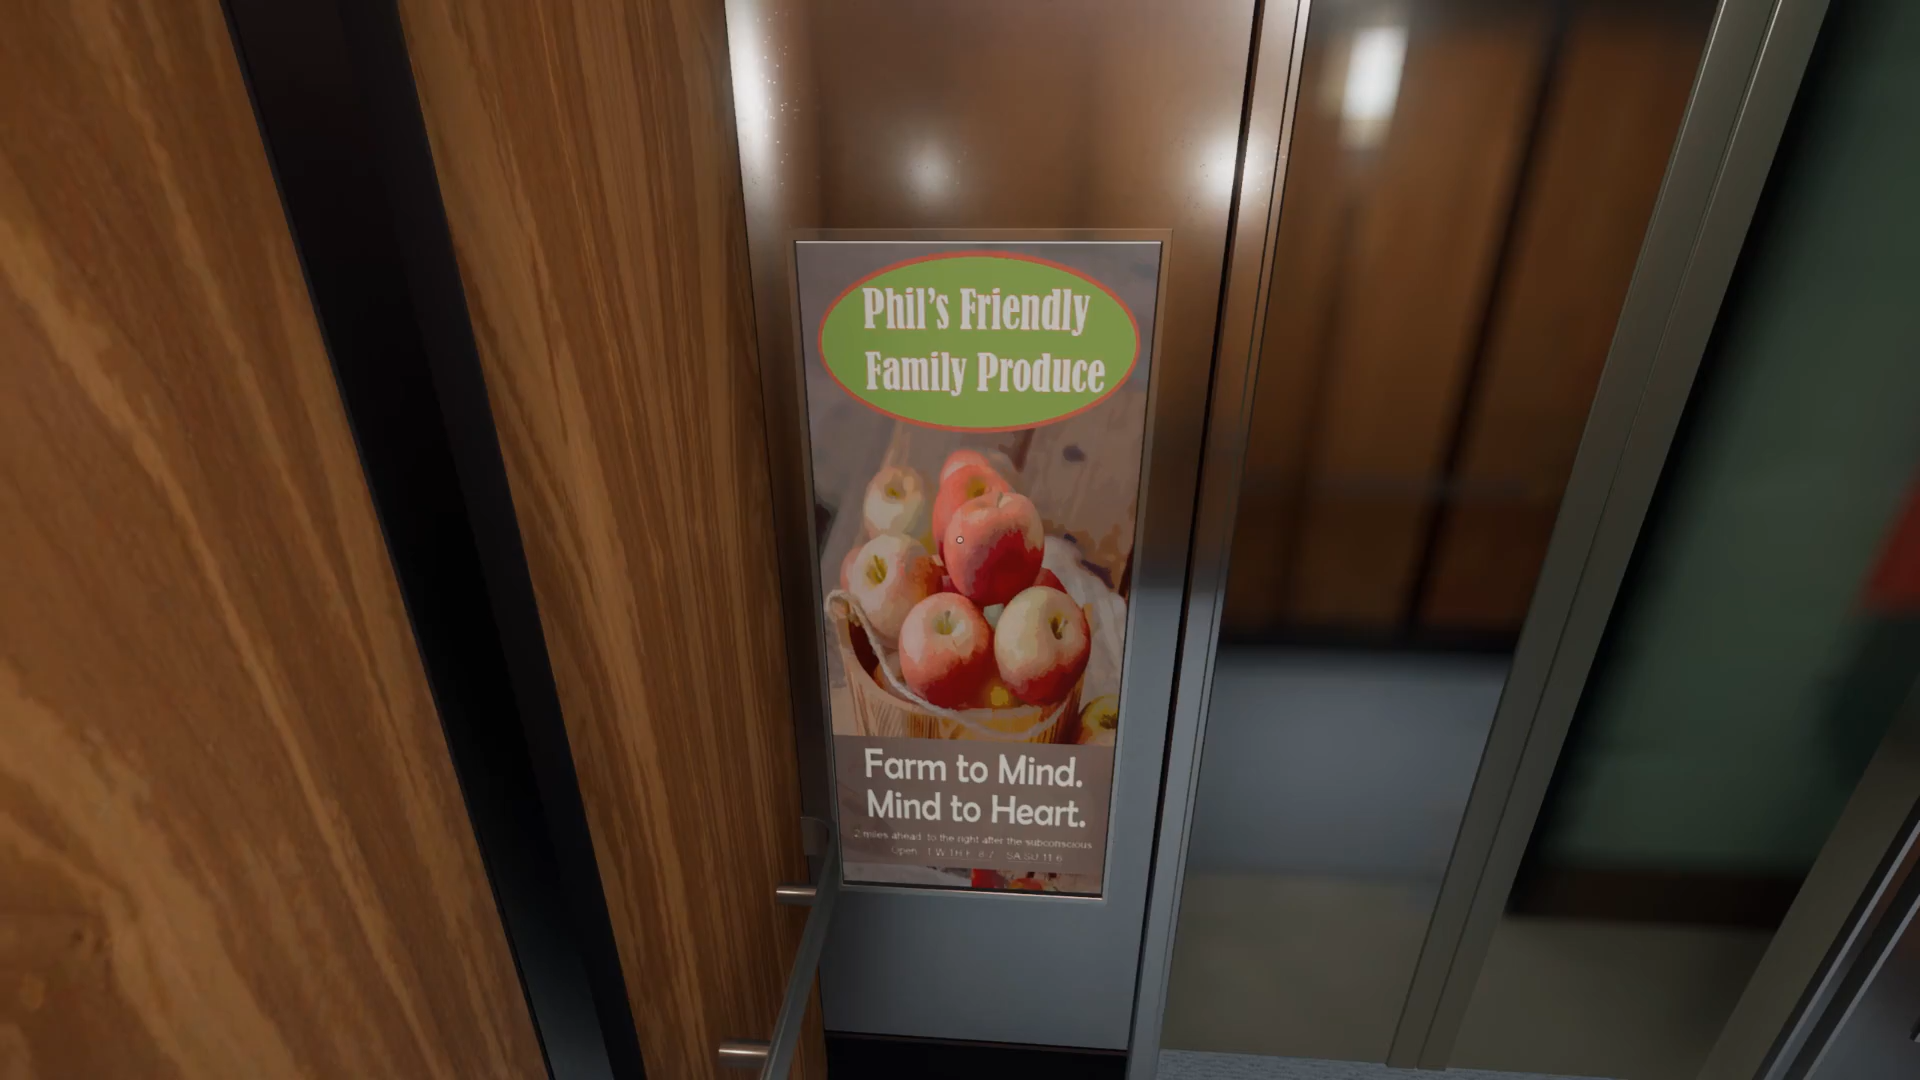 Phil's Friendly
Family Produce
Farm to Mind.
Mind to Heart.
2 miles ahead to the right after the subconscious
Open